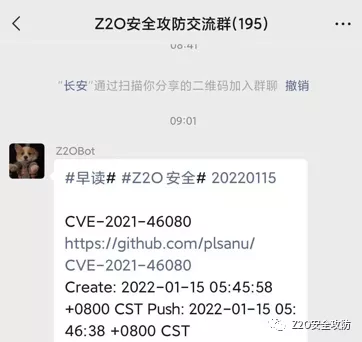 Z2O安全攻防交流群(195)
08:41
“长安”通过扫描你分享的二维码加入群聊 撤销
09:01
Z2OBot
#早读# #Z2O安全# 20220115
CVE-2021-46080
https://github.com/plsanu/
CVE-2021-46080
Create: 2022-01-15 05:45:58
+0800 CST Push: 2022-01-15 05:
46:38 +0800 CST
Z2O安全攻防